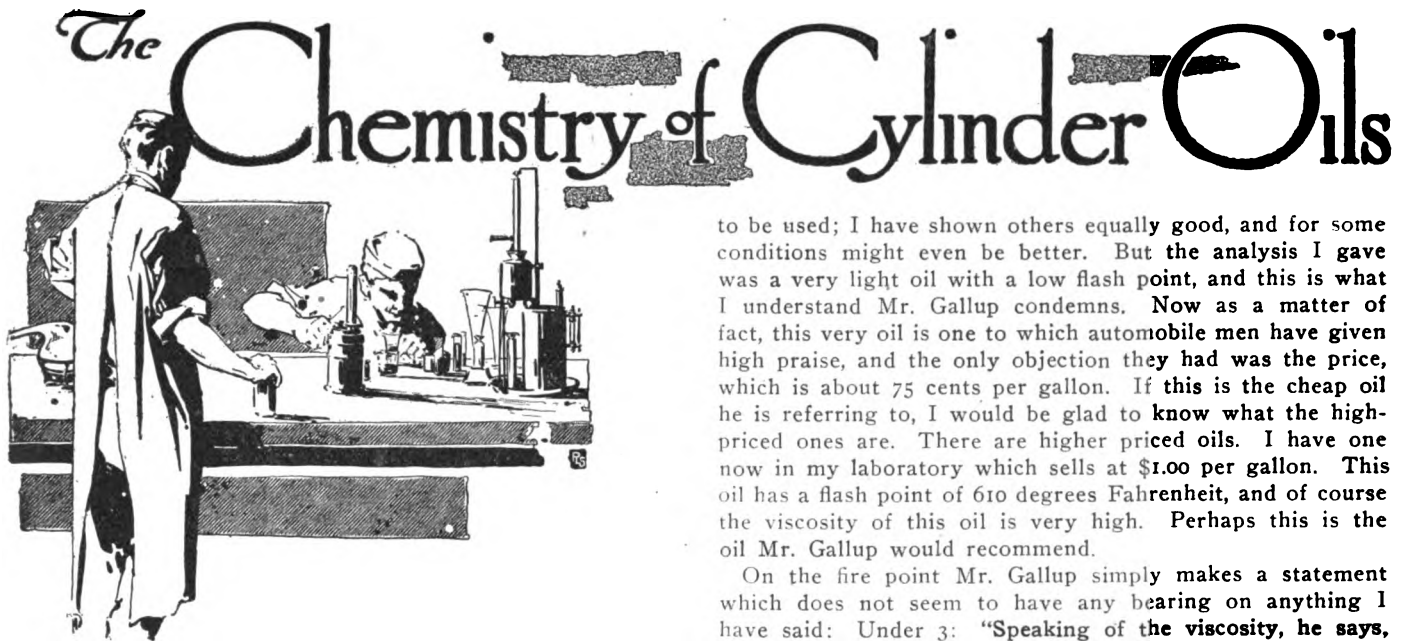 The Chemistry of Cylinder Oils
to be used; I have shown others equally good, and for some
conditions might even be better. But the analysis I gave
was a very light oil with a low flash point, and this is what
I understand Mr. Gallup condemns. Now as a matter of
fact, this very oil is one to which automobile men have given
high praise, and the only objection they had was the price,
which is about 75 cents per gallon. If this is the cheap oil
he is referring to, I would be glad to know what the high-
priced ones are. There are higher priced oils. I have one
now in my laboratory which sells at $1.00 per gallon. This
oil has a flash point of 610 degrees Fahrenheit, and of course
the viscosity of this oil is very high. Perhaps this is the
oil Mr. Gallup would recommend.
On the fire point Mr. Gallup simply makes a statement
which does not seem to have any bearing on anything I
have said: Under 3: "Speaking of the viscosity, he says,